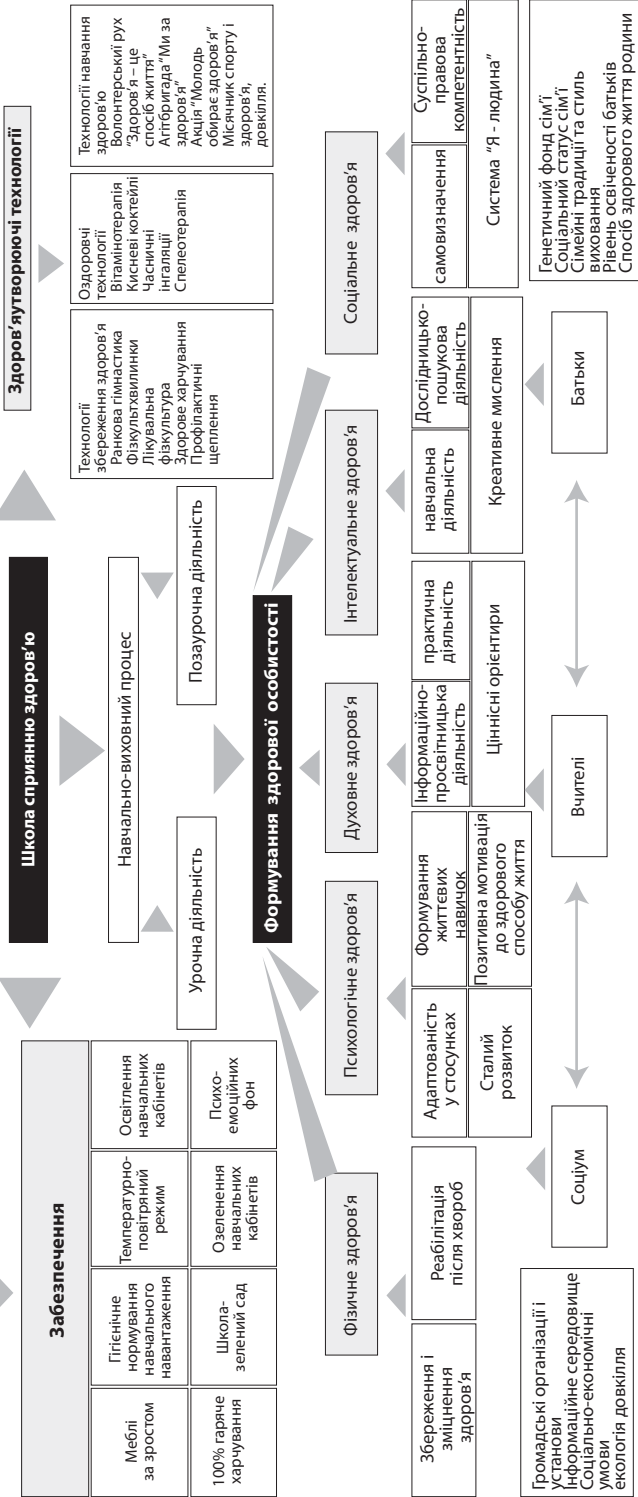 Школа сприянню здоров'ю
Забезпечення
Меблі
за зростом
Гігієнічне
нормування
навчального
навантаження
Температурно-
повітряний
режим
Освітлення
навчальних
кабінетів
100% гаряче
харчування
Школа-
зелений сад
Озеленення
навчальних
кабінетів
Психо-
емоційних
фон
Навчально-виховний процес
Урочна діяльність
Позаурочна діяльність
Здоров'яутворюючі технології
Технології
збереження здоров'я
Ранкова гімнастика
Фізкультхвилинки
Лікувальна
фізкультура
Здорове харчування
Профіпактичні
щеплення
Оздоровчі
технології
Вітамінотерапія
Кисневі коктейлі
Часничні
інгаляції
Спелеотерапія
Технології навчання
здоров'ю
Волонтерськиї рух
“Здоров'я – це
спосіб життя”
Агітбригада “Ми за
здоров'я”
Акція “Молодь
обирає здоров'я”
Місячник спорту і
здоров'я,
довкілля.
Формування здорової особистості
Фізичне здоров'я
Психологічне здоров'я
Духовне здоров'я
Інтелектуальне здоров'я
Соціальне здоров'я
Збереження і
зміцнення
здоров'я
Реабілітація
після хвороб
Адаптованість
у стосунках
Формування
життєвих
навичок
Сталий
розвиток
Позитивна мотивація
до здорового
способу життя
Інформаційно-
просвітницька
діяльність
практична
діяльність
Ціннісні орієнтири
навчальна
діяльність
Дослідницько-
пошукова
діяльність
Креативне мислення
самовизначення
Суспільно-
правова
компетентність
Система “Я - людина”
Громадські організації і
установи
Інформаційне середовище
Соціально-економічні
умови
екологія довкілля
Соціум
Вчителі
Батьки
Генетичний фонд сім'ї
Соціальний статус сім'ї
Сімейні традиції та стиль
виховання
Рівень освіченості батьків
Спосіб здорового життя родини